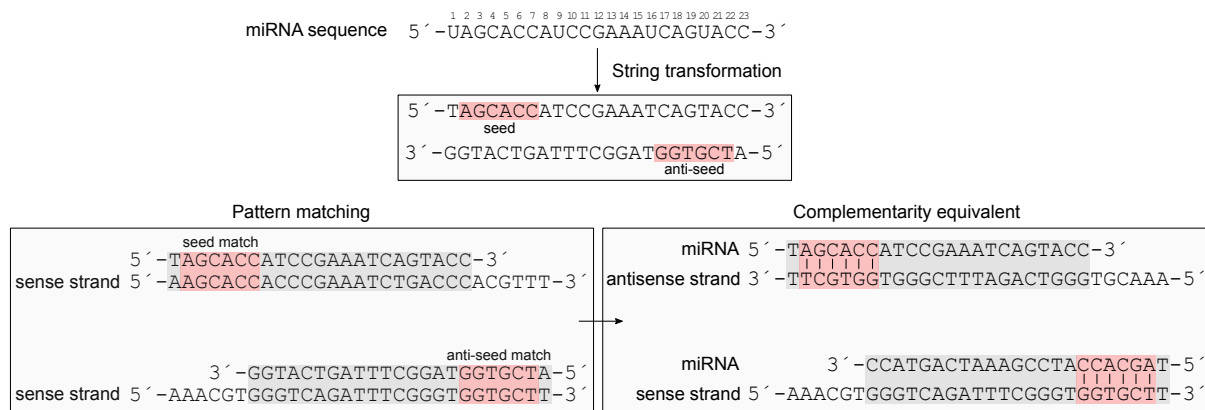 1 2 3 4 5 6 7 8 9 10 11 12 13 14 15 16 17 18 19 20 21 22 23
miRNA sequence 5´-UAGCACCAUCCGAAAUCAGUACC-3´
String transformation
5´-TAGCACCATCCGAAATCAGTACC-3´
seed
3´-GGTACTGATTTCGGATGGTGCTA-5´
anti-seed
Pattern matching
seed match
5´-TAGCACCATCCGAAATCAGTACC-3´
sense strand 5´-AAGCACCACCCGAAATCTGACCCACGTTT-3´
anti-seed match
3´-GGTACTGATTTCGGATGGTGCTA-5´
sense strand 5´-AAACGTGGGTCAGATTTCGGGTGGTGCTT-3´
Complementarity equivalent
miRNA 5´-TAGCACCATCCGAAATCAGTACC-3´
antisense strand 3´-TTCGTGGTGGGCTTTAGACTGGGTGCAAA-5´
miRNA 3´-CCATGACTAAAGCCTACCACGAT-5´
sense strand 5´-AAACGTGGGTCAGATTTCGGGTGGTGCTT-3´